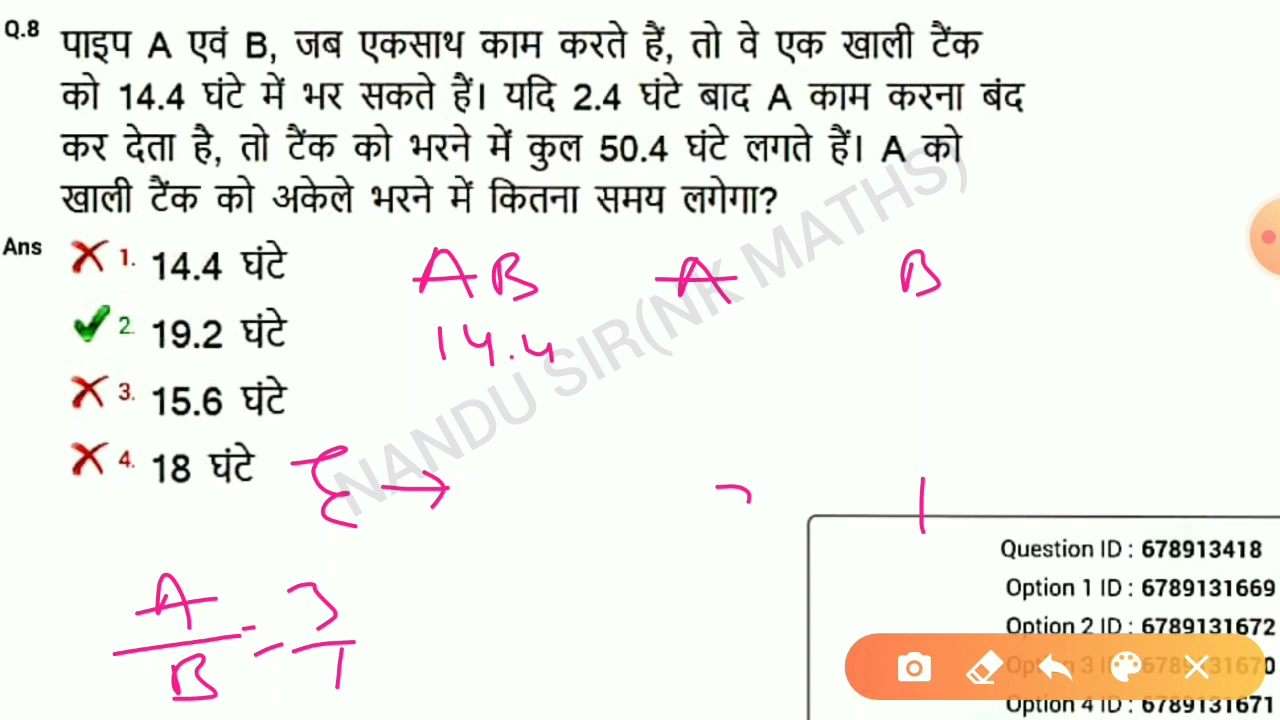 Q.8 पाइप A एवं B, जब एकसाथ काम करते हैं, तो वे एक खाली टैंक
को 14.4 घंटे में भर सकते हैं। यदि 2.4 घंटे बाद A काम करना बंद
कर देता है, तो टैंक को भरने में कुल 50.4 घंटे लगते हैं। A को
खाली टैंक को अकेले भरने में कितना समय लगेगा?
Ans 1. 14.4 घंटे
2. 19.2 घंटे
3. 15.6 घंटे
4. 18 घंटे
AB A B
14.4
NANDU SIR(NK MATHS)
E → 1
A/B = 3/1
Question ID : 678913418
Option 1 ID : 6789131669
Option 2 ID : 6789131672
Option 4 ID : 6789131671